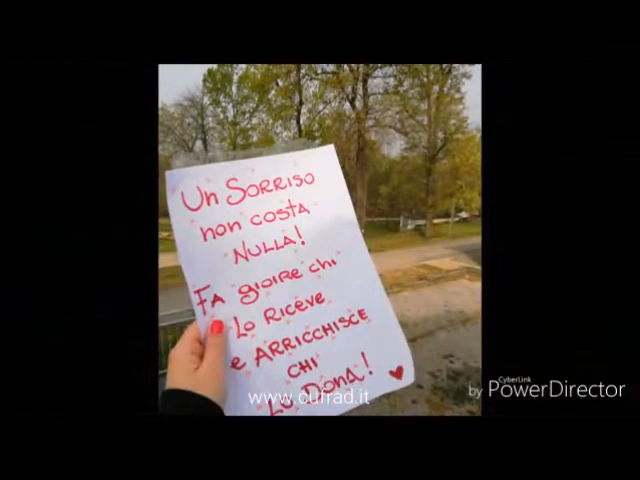 Un Sorriso
non costa
NULLA!
Fa gioire chi
Lo Riceve
e ARRICCHISCE
chi
Lo Dona!
www.cufrad.it
by CyberLink
PowerDirector